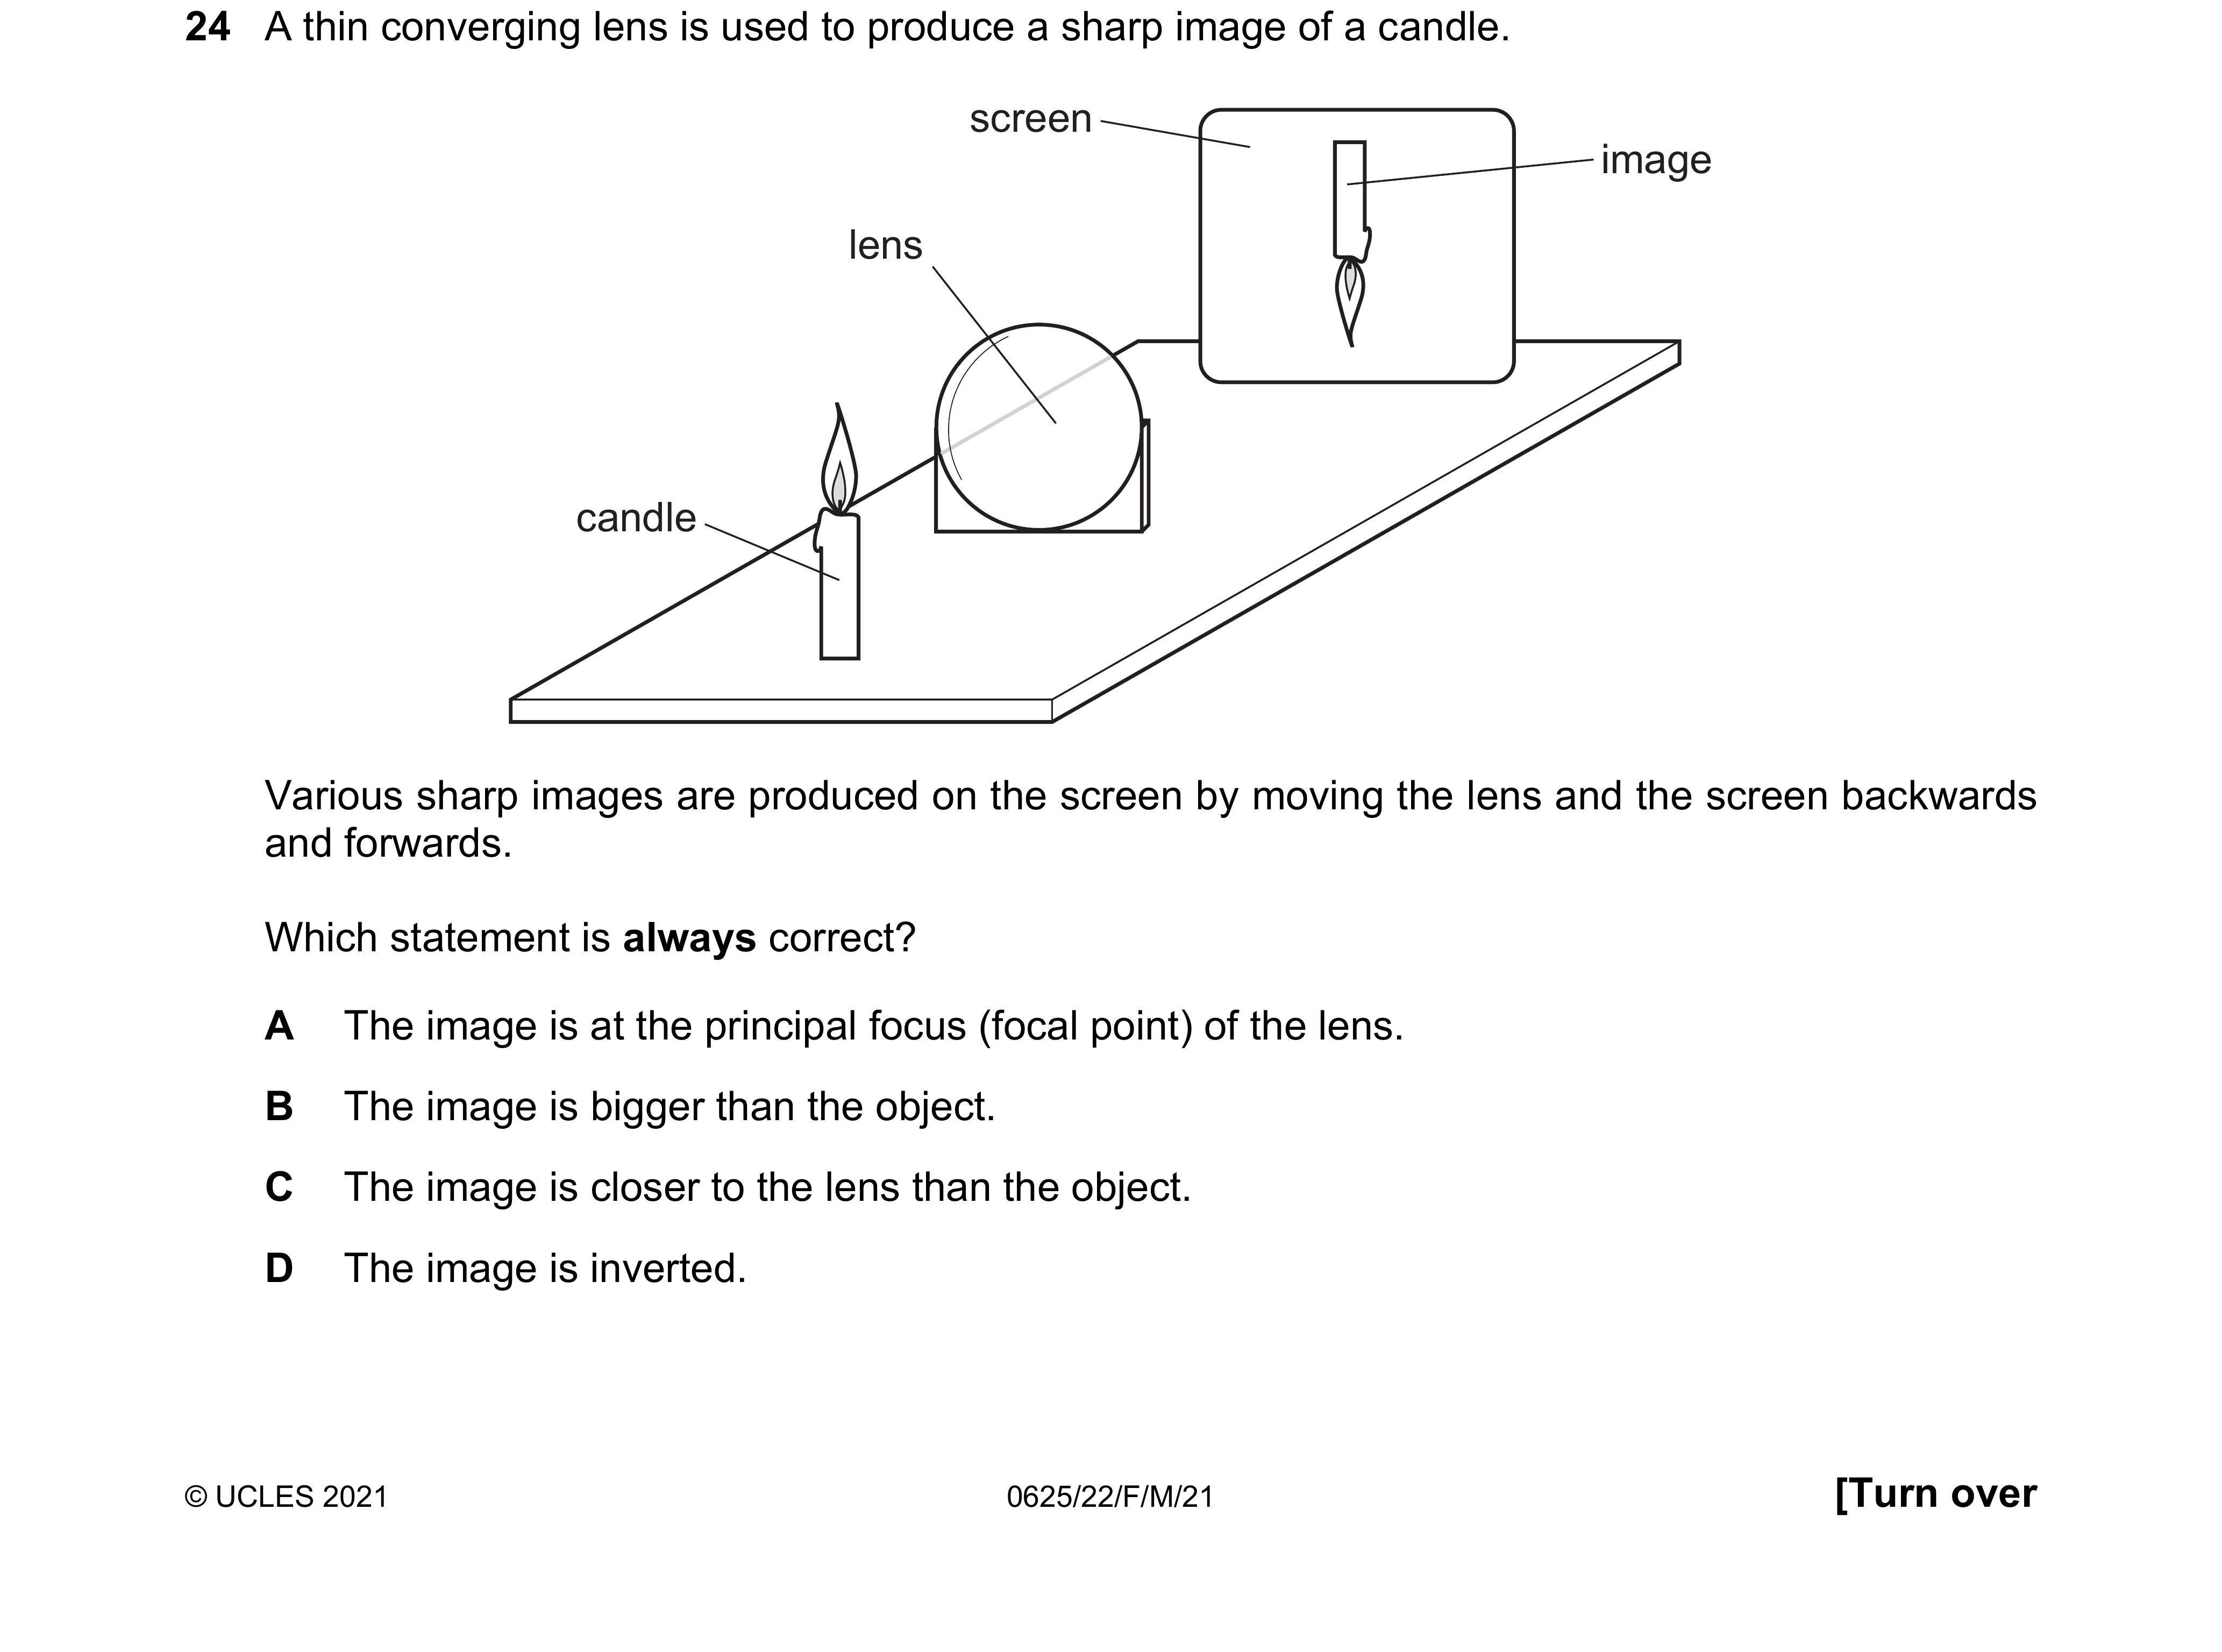 24 A thin converging lens is used to produce a sharp image of a candle.
screen
image
lens
candle
Various sharp images are produced on the screen by moving the lens and the screen backwards
and forwards.
Which statement is always correct?
A The image is at the principal focus (focal point) of the lens.
B The image is bigger than the object.
C The image is closer to the lens than the object.
D The image is inverted.
© UCLES 2021 0625/22/F/M/21 [Turn over